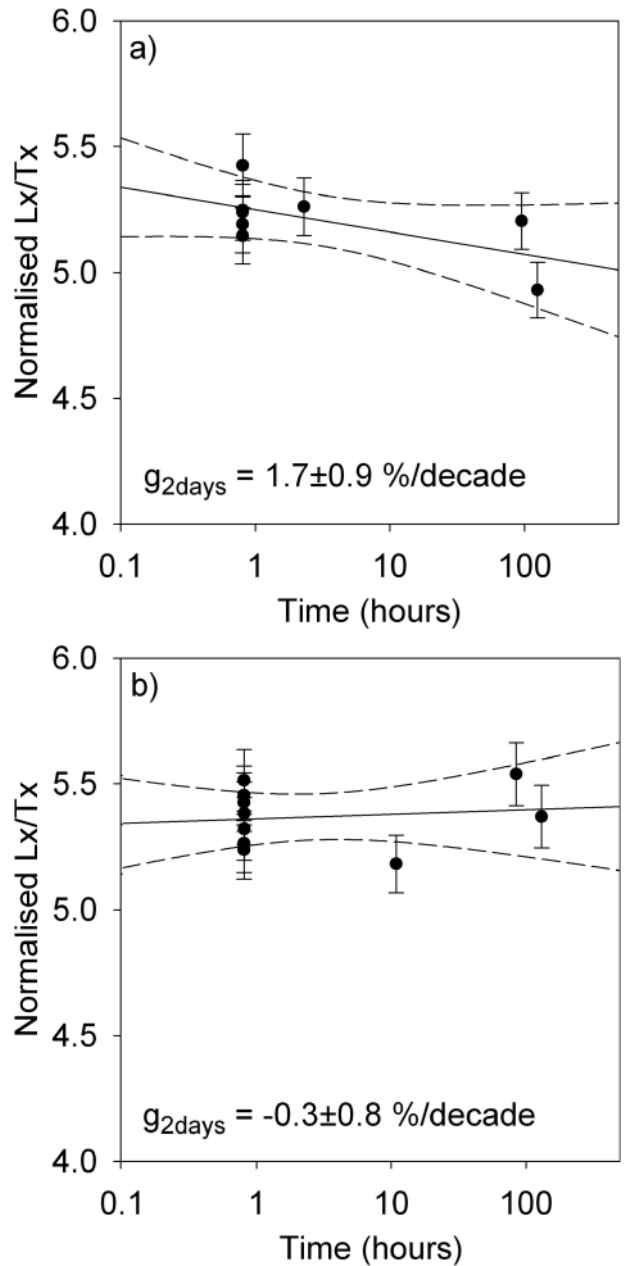 a)
6.0
5.5
5.0
4.5
4.0
Normalised Lx/Tx
g2days = 1.7±0.9 %/decade
0.1 1 10 100
Time (hours)
b)
6.0
5.5
5.0
4.5
4.0
Normalised Lx/Tx
g2days = -0.3±0.8 %/decade
0.1 1 10 100
Time (hours)